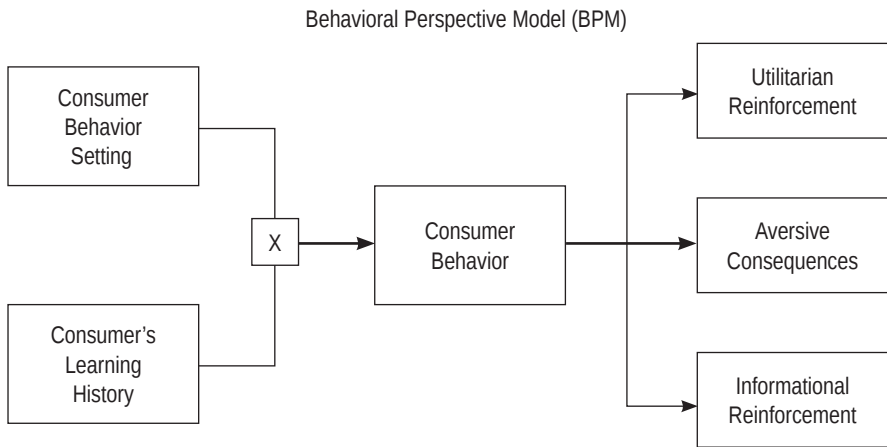 Behavioral Perspective Model (BPM)
Consumer
Behavior
Setting
X
Consumer's
Learning
History
Consumer
Behavior
Utilitarian
Reinforcement
Aversive
Consequences
Informational
Reinforcement